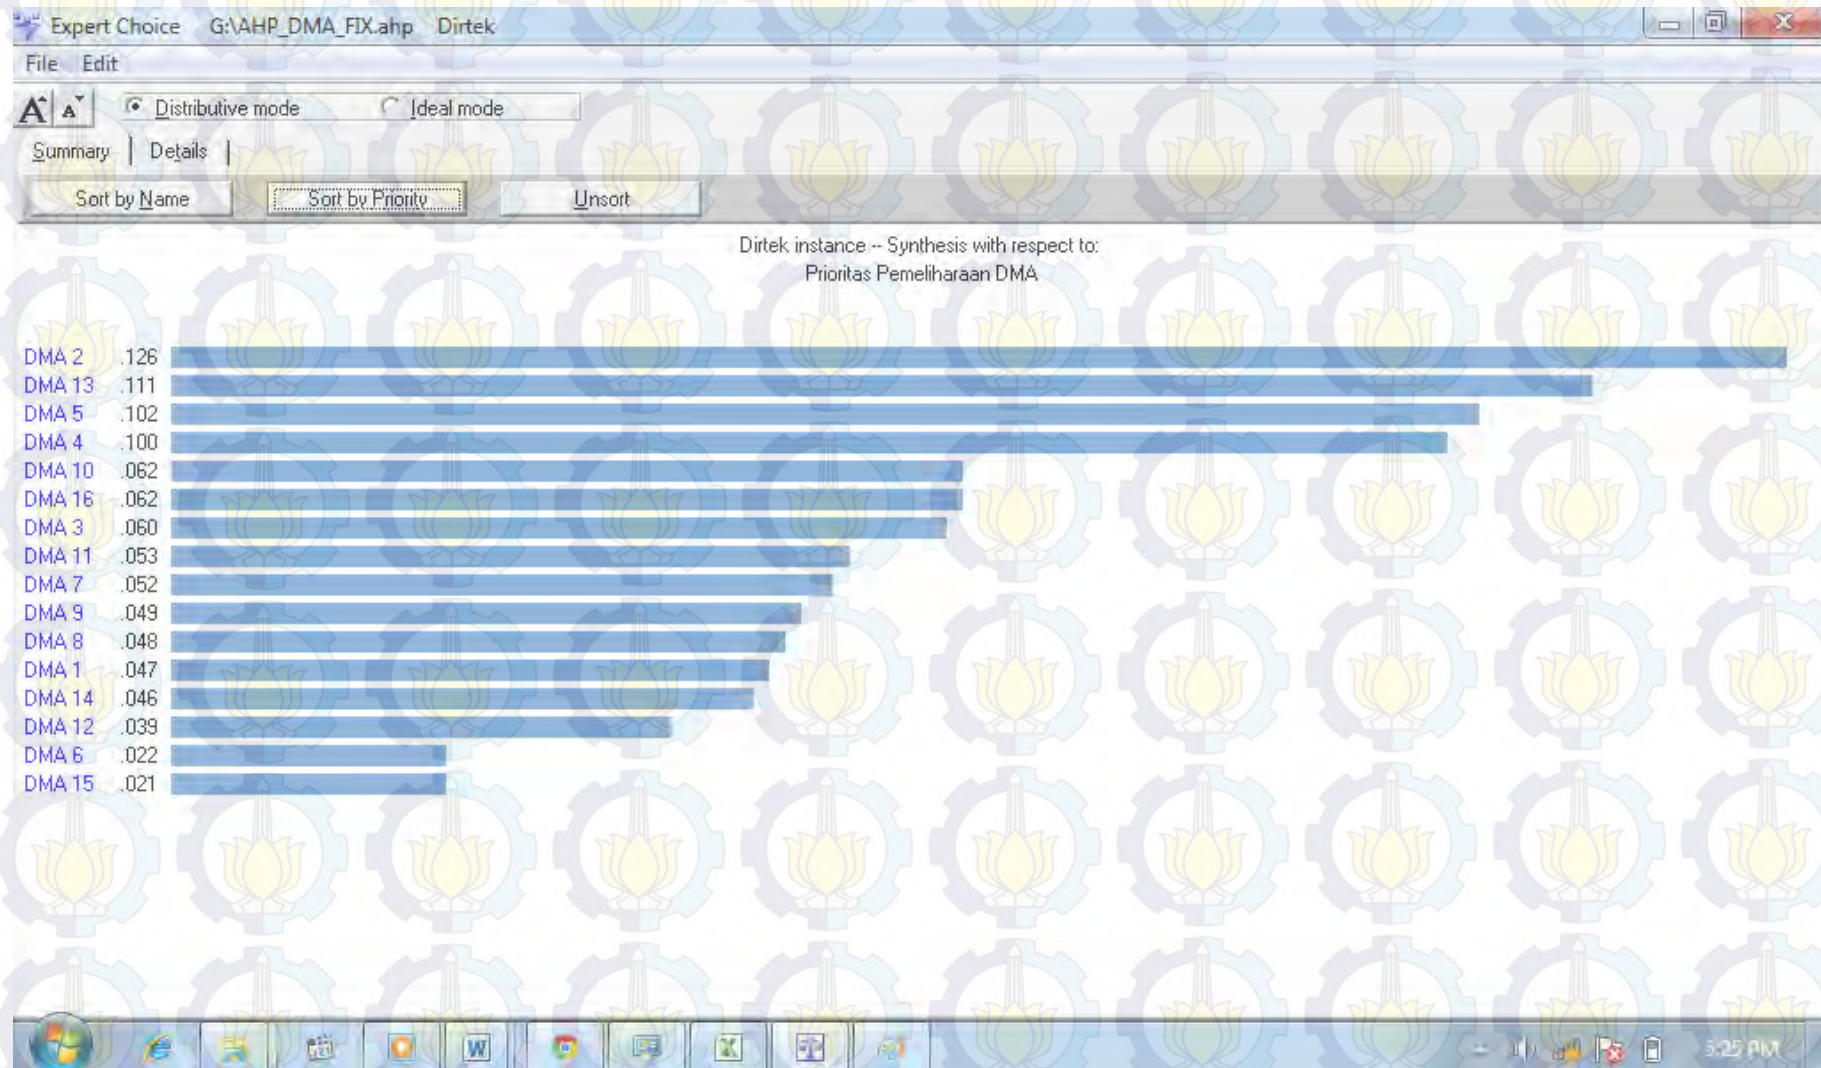 Expert Choice G:\AHP_DMA_FIX.ahp Dirtek
File Edit
A A Distributive mode Ideal mode
Summary Details
Sort by Name Sort by Priority Unsort
Dirtek instance -- Synthesis with respect to:
Prioritas Pemeliharaan DMA
DMA 2 .126
DMA 13 .111
DMA 5 .102
DMA 4 .100
DMA 10 .062
DMA 16 .062
DMA 3 .060
DMA 11 .053
DMA 7 .052
DMA 9 .049
DMA 8 .048
DMA 1 .047
DMA 14 .046
DMA 12 .039
DMA 6 .022
DMA 15 .021
5:25 PM